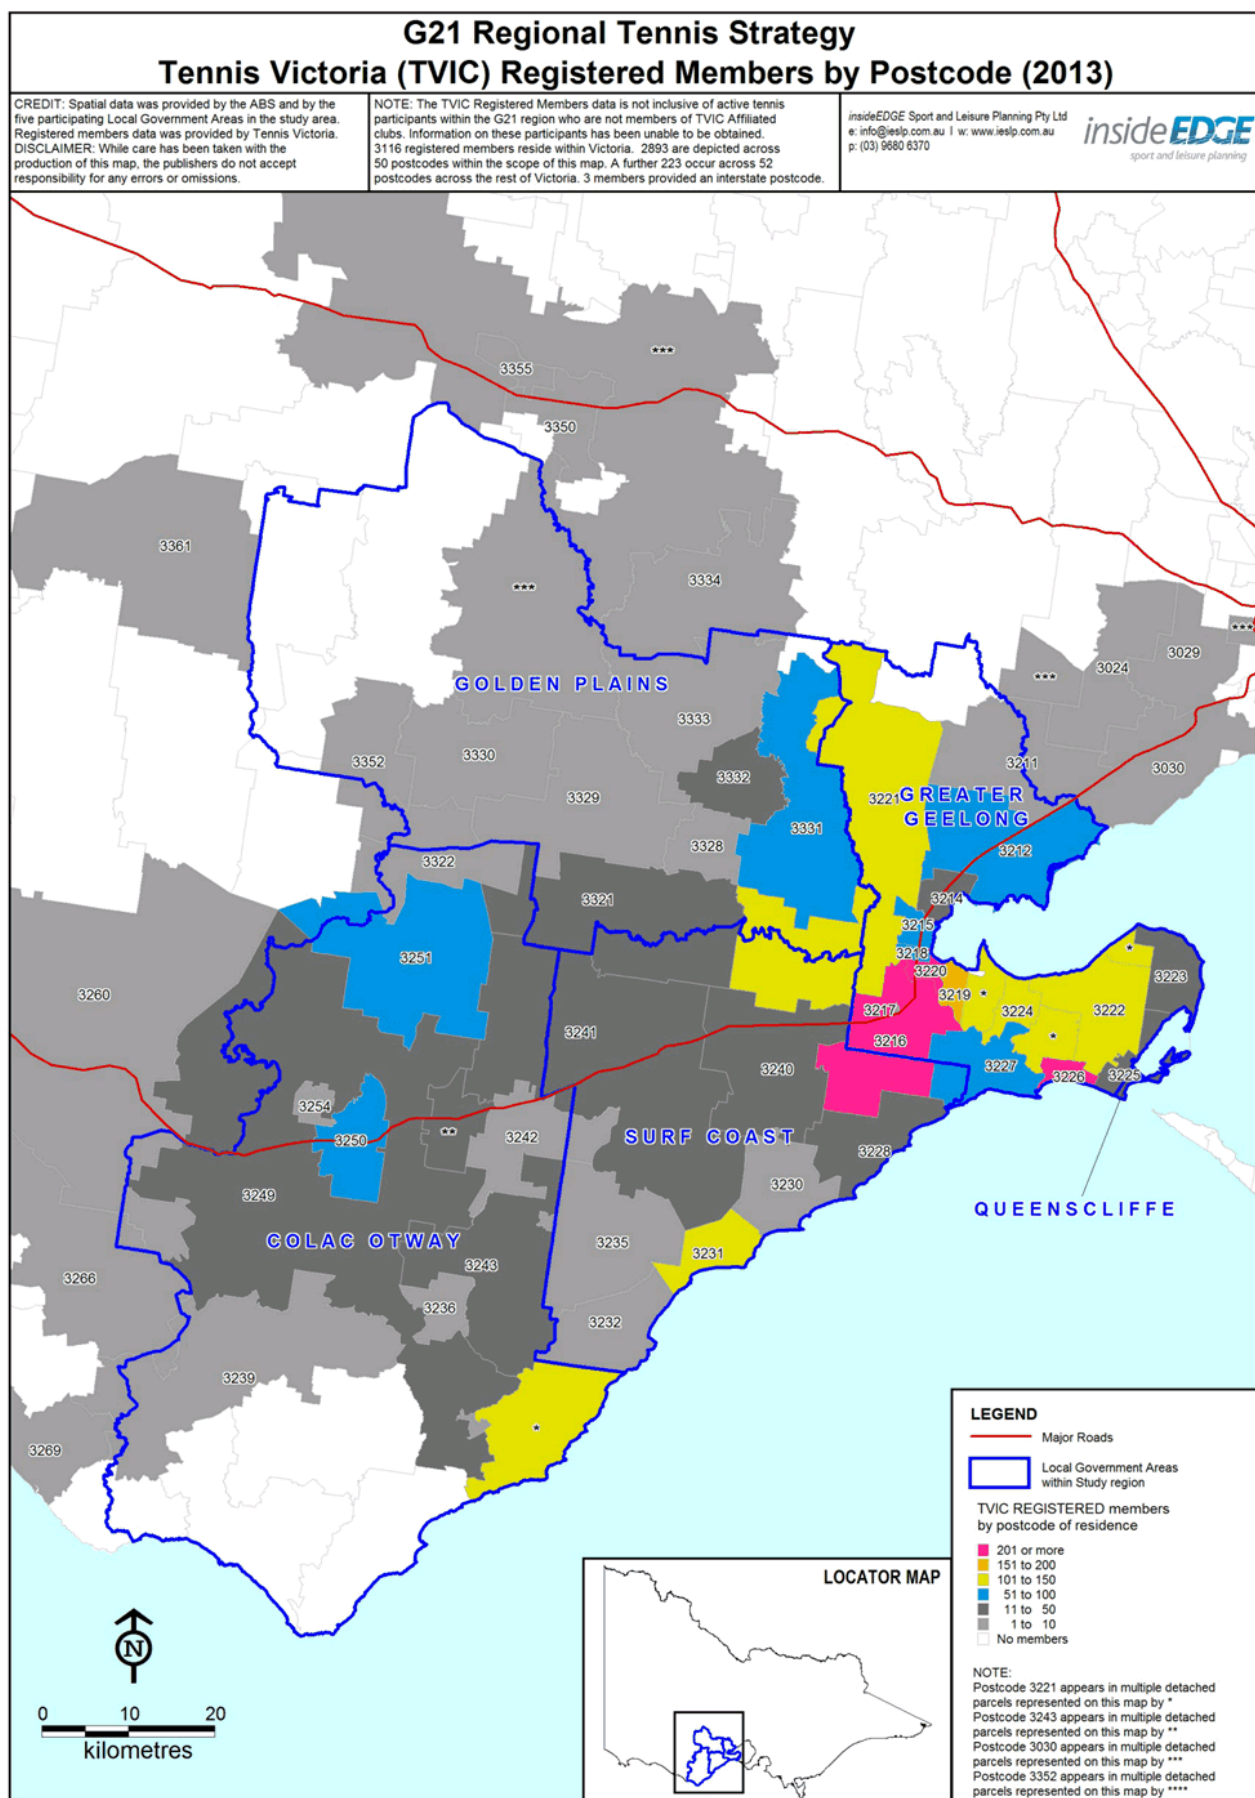 G21 Regional Tennis Strategy
Tennis Victoria (TVIC) Registered Members by Postcode (2013)
CREDIT: Spatial data was provided by the ABS and by the
five participating Local Government Areas in the study area.
Registered members data was provided by Tennis Victoria.
DISCLAIMER: While care has been taken with the
production of this map, the publishers do not accept
responsibility for any errors or omissions.
NOTE: The TVIC Registered Members data is not inclusive of active tennis
participants within the G21 region who are not members of TVIC Affiliated
clubs. Information on these participants has been unable to be obtained.
3116 registered members reside within Victoria. 2893 are depicted across
50 postcodes within the scope of this map. A further 223 occur across 52
postcodes across the rest of Victoria. 3 members provided an interstate postcode.
insideEDGE Sport and Leisure Planning Pty Ltd
e: info@ieslp.com.au I w: www.ieslp.com.au
p: (03) 9680 6370
insideEDGE
sport and leisure planning
***
3355
3350
3361
***
3334
***
3029
3024
***
GOLDEN PLAINS
3333
3352
3330
3332
3211
3030
3329
3221
GREATER
GEELONG
3331
3328
3212
3322
3321
3214
3215
3218
*
3251
3220
3223
3260
3219
*
3217
3224
3222
3241
3216
*
3240
3227
3226
3225
3254
**
3250
3242
SURF COAST
3228
3249
3230
QUEENSCLIFFE
COLAC OTWAY
3235
3231
3243
3266
3236
3232
3239
*
3269
LEGEND
Major Roads
Local Government Areas
within Study region
TVIC REGISTERED members
by postcode of residence
201 or more
151 to 200
101 to 150
51 to 100
11 to 50
1 to 10
No members
NOTE:
Postcode 3221 appears in multiple detached
parcels represented on this map by *
Postcode 3243 appears in multiple detached
parcels represented on this map by **
Postcode 3030 appears in multiple detached
parcels represented on this map by ***
Postcode 3352 appears in multiple detached
parcels represented on this map by ****
LOCATOR MAP
N
0 10 20
kilometres